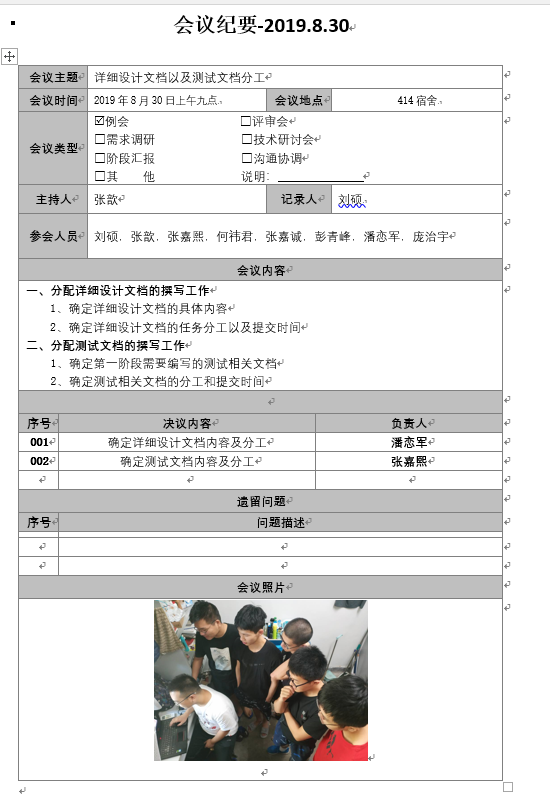 会议纪要-2019.8.30
会议主题 详细设计文档以及测试文档分工
会议时间 2019年8月30日上午九点 会议地点 414宿舍
会议类型 ☑例会 □评审会
□需求调研 □技术研讨会
□阶段汇报 □沟通协调
□其 他 说明:
主持人 张歆 记录人 刘硕
参会人员 刘硕,张歆,张嘉熙,何祎君,张嘉诚,彭青峰,潘恋军,庞治宇
会议内容
一、分配详细设计文档的撰写工作
1、确定详细设计文档的具体内容
2、确定详细设计文档的任务分工以及提交时间
二、分配测试文档的撰写工作
1、确定第一阶段需要编写的测试相关文档
2、确定测试相关文档的分工和提交时间
序号 决议内容 负责人
001 确定详细设计文档内容及分工 潘恋军
002 确定测试文档内容及分工 张嘉熙
遗留问题
序号 问题描述
会议照片